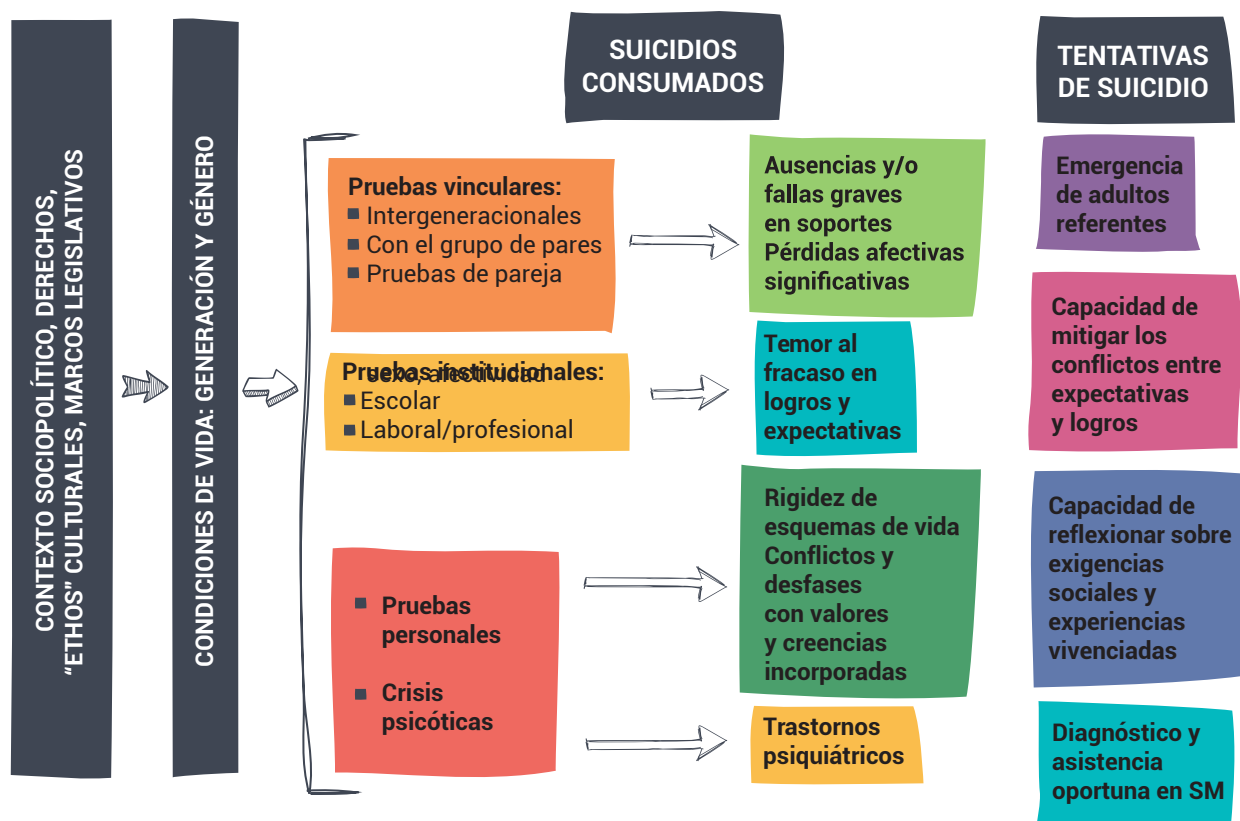 CONTEXTO SOCIOPOLÍTICO, DERECHOS,
“ETHOS” CULTURALES, MARCOS LEGISLATIVOS
CONDICIONES DE VIDA: GENERACIÓN Y GÉNERO
SUICIDIOS
CONSUMADOS
TENTATIVAS
DE SUICIDIO
Pruebas vinculares:
Intergeneracionales
Con el grupo de pares
Pruebas de pareja
sexo, afectividad
Ausencias y/o
fallas graves
en soportes
Pérdidas afectivas
significativas
Emergencia
de adultos
referentes
Pruebas institucionales:
Escolar
Laboral/profesional
Temor al
fracaso en
logros y
expectativas
Capacidad de
mitigar los
conflictos entre
expectativas
y logros
Pruebas
personales
Crisis
psicóticas
Rigidez de
esquemas de vida
Conflictos y
desfases
con valores
y creencias
incorporadas
Capacidad de
reflexionar sobre
exigencias
sociales y
experiencias
vivenciadas
Trastornos
psiquiátricos
Diagnóstico y
asistencia
oportuna en SM